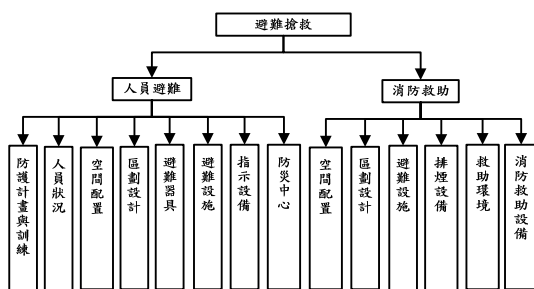 避難搶救
人員避難
消防救助
防護計畫與訓練
人員狀況
空間配置
區劃設計
避難器具
避難設施
指示設備
防災中心
空間配置
區劃設計
避難設施
排煙設備
救助環境
消防救助設備